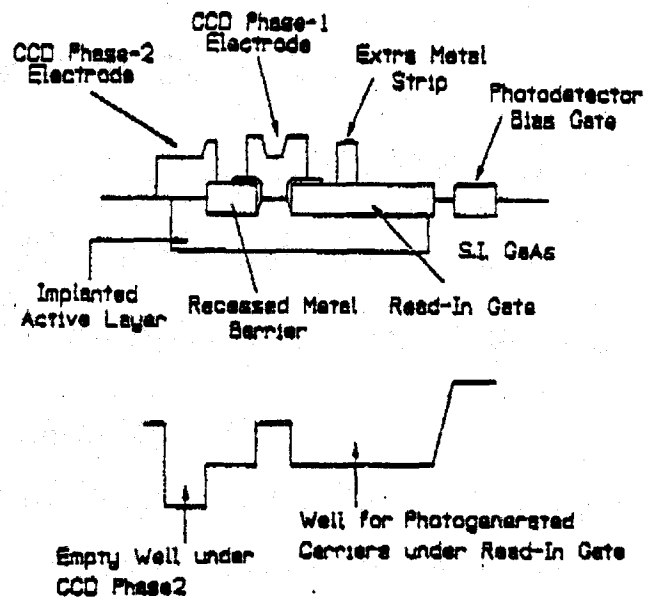 CCD Phase-1
Electrode
CCD Phase-2
Electrode
Extra Metal
Strip
Photodetector
Bias Gate
S.I. GaAs
Implanted
Active Layer
Recessed Metal
Barrier
Read-In Gate
Empty Well under
CCD Phase2
Well for Photogenerated
Carriers under Read-In Gate